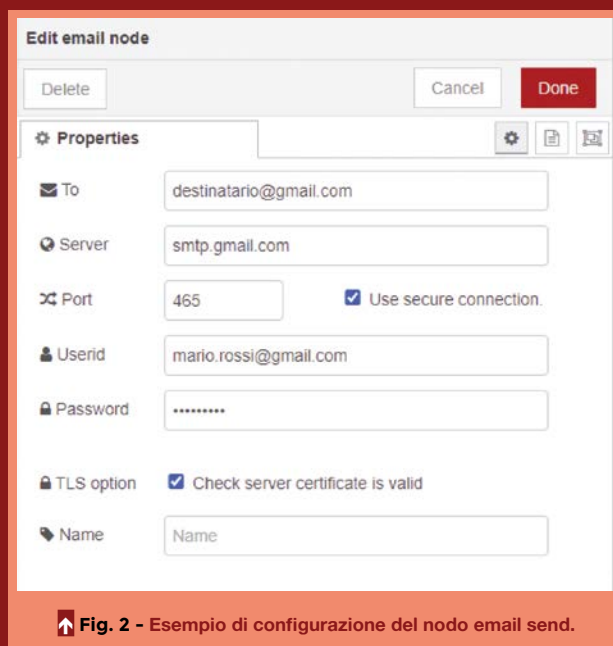 Edit email node
Delete
Cancel
Done
Properties
To
destinatario@gmail.com
Server
smtp.gmail.com
Port
465
Use secure connection.
Userid
mario.rossi@gmail.com
Password
•••••••••
TLS option
Check server certificate is valid
Name
Name
Fig. 2 - Esempio di configurazione del nodo email send.